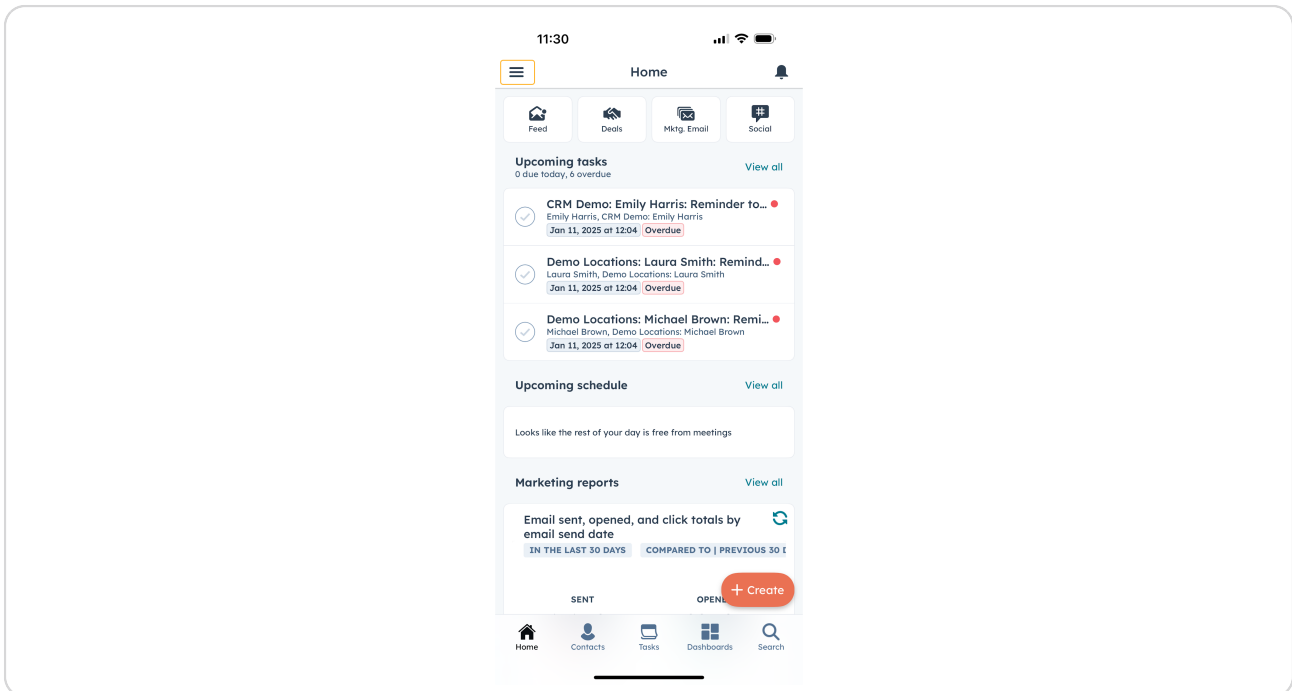 11:30
Home
Feed
Deals
Mktg. Email
Social
Upcoming tasks
View all
0 due today, 6 overdue
CRM Demo: Emily Harris: Reminder to...
Emily Harris, CRM Demo: Emily Harris
Jan 11, 2025 at 12:04 Overdue
Demo Locations: Laura Smith: Remind...
Laura Smith, Demo Locations: Laura Smith
Jan 11, 2025 at 12:04 Overdue
Demo Locations: Michael Brown: Remi...
Michael Brown, Demo Locations: Michael Brown
Jan 11, 2025 at 12:04 Overdue
Upcoming schedule
View all
Looks like the rest of your day is free from meetings
Marketing reports
View all
Email sent, opened, and click totals by
email send date
IN THE LAST 30 DAYS
COMPARED TO | PREVIOUS 30
+ Create
SENT
Home
Contacts
Tasks
Dashboards
Search